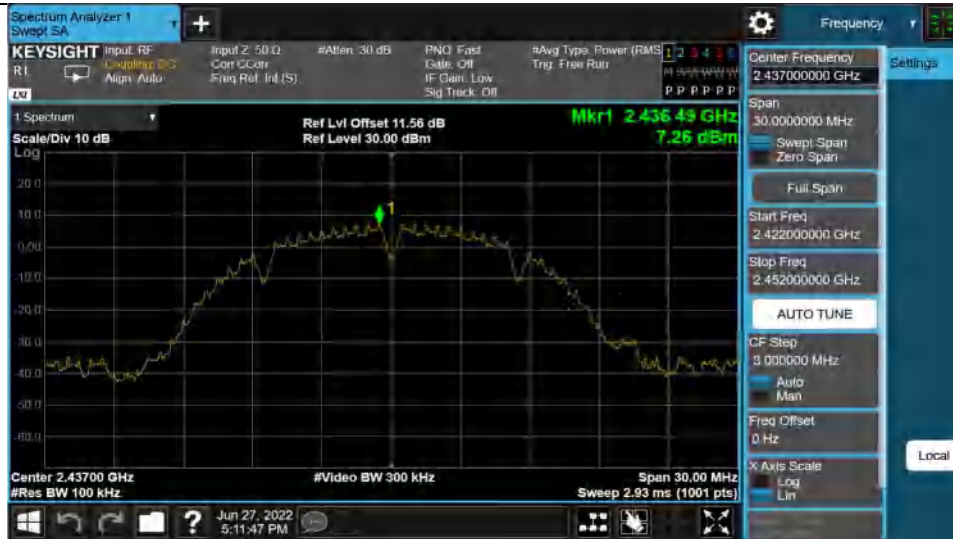 Spectrum Analyzer 1
Swept SA
+
Frequency
KEYSIGHT
Input: RF
Coupling: DC
Align: Auto
Input Z: 50 Ω
Corr CCorr
Freq Ref: Int (S)
#Atten: 30 dB
PNO: Fast
Gate: Off
IF Gain: Low
Sig Track: Off
#Avg Type: Power (RMS
Trig: Free Run
1 2 3 4 5 6
M W W W W W
P P P P P P
LXI
1 Spectrum
Scale/Div 10 dB
Log
Ref Lvl Offset 11.56 dB
Ref Level 30.00 dBm
Mkr1 2.436 49 GHz
7.26 dBm
1
20.0
10.0
0.00
-10.0
-20.0
-30.0
-40.0
-50.0
-60.0
Center 2.43700 GHz
#Res BW 100 kHz
#Video BW 300 kHz
Span 30.00 MHz
Sweep 2.93 ms (1001 pts)
Center Frequency
2.437000000 GHz
Settings
Span
30.0000000 MHz
Swept Span
Zero Span
Full Span
Start Freq
2.422000000 GHz
Stop Freq
2.452000000 GHz
AUTO TUNE
CF Step
3.000000 MHz
Auto
Man
Freq Offset
0 Hz
X Axis Scale
Log
Lin
Local
?
Jun 27, 2022
5:11:47 PM